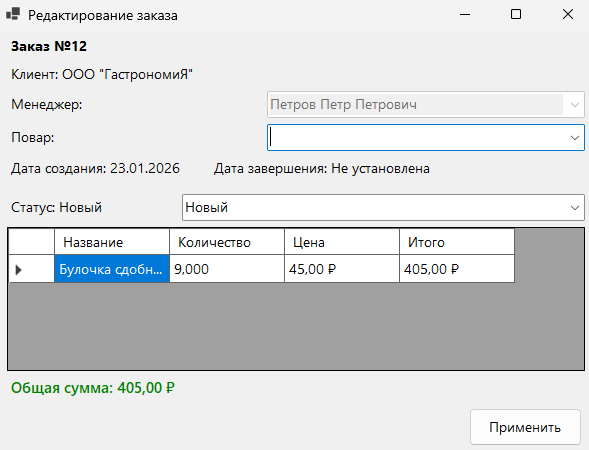 Редактирование заказа
Заказ №12
Клиент: ООО "ГастрономиЯ"
Менеджер: Петров Петр Петрович
Повар:
Дата создания: 23.01.2026 Дата завершения: Не установлена
Статус: Новый Новый
Название Количество Цена Итого
Булочка сдобн... 9,000 45,00 ₽ 405,00 ₽
Общая сумма: 405,00 ₽
Применить